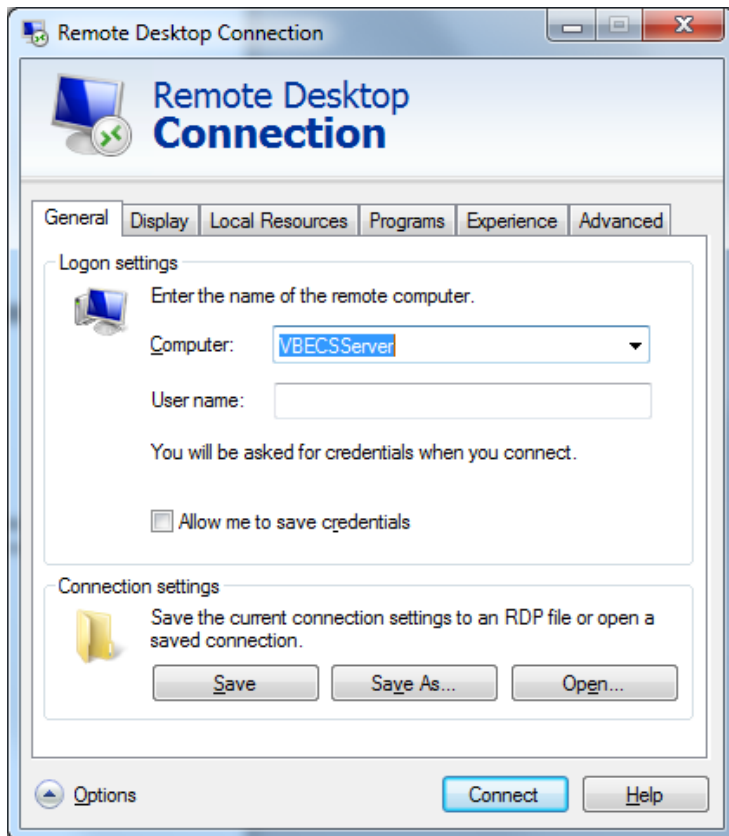 Remote Desktop Connection
Remote Desktop
Connection
General Display Local Resources Programs Experience Advanced
Logon settings
Enter the name of the remote computer.
Computer: VBECSServer
User name:
You will be asked for credentials when you connect.
Allow me to save credentials
Connection settings
Save the current connection settings to an RDP file or open a
saved connection.
Save Save As... Open...
Options Connect Help